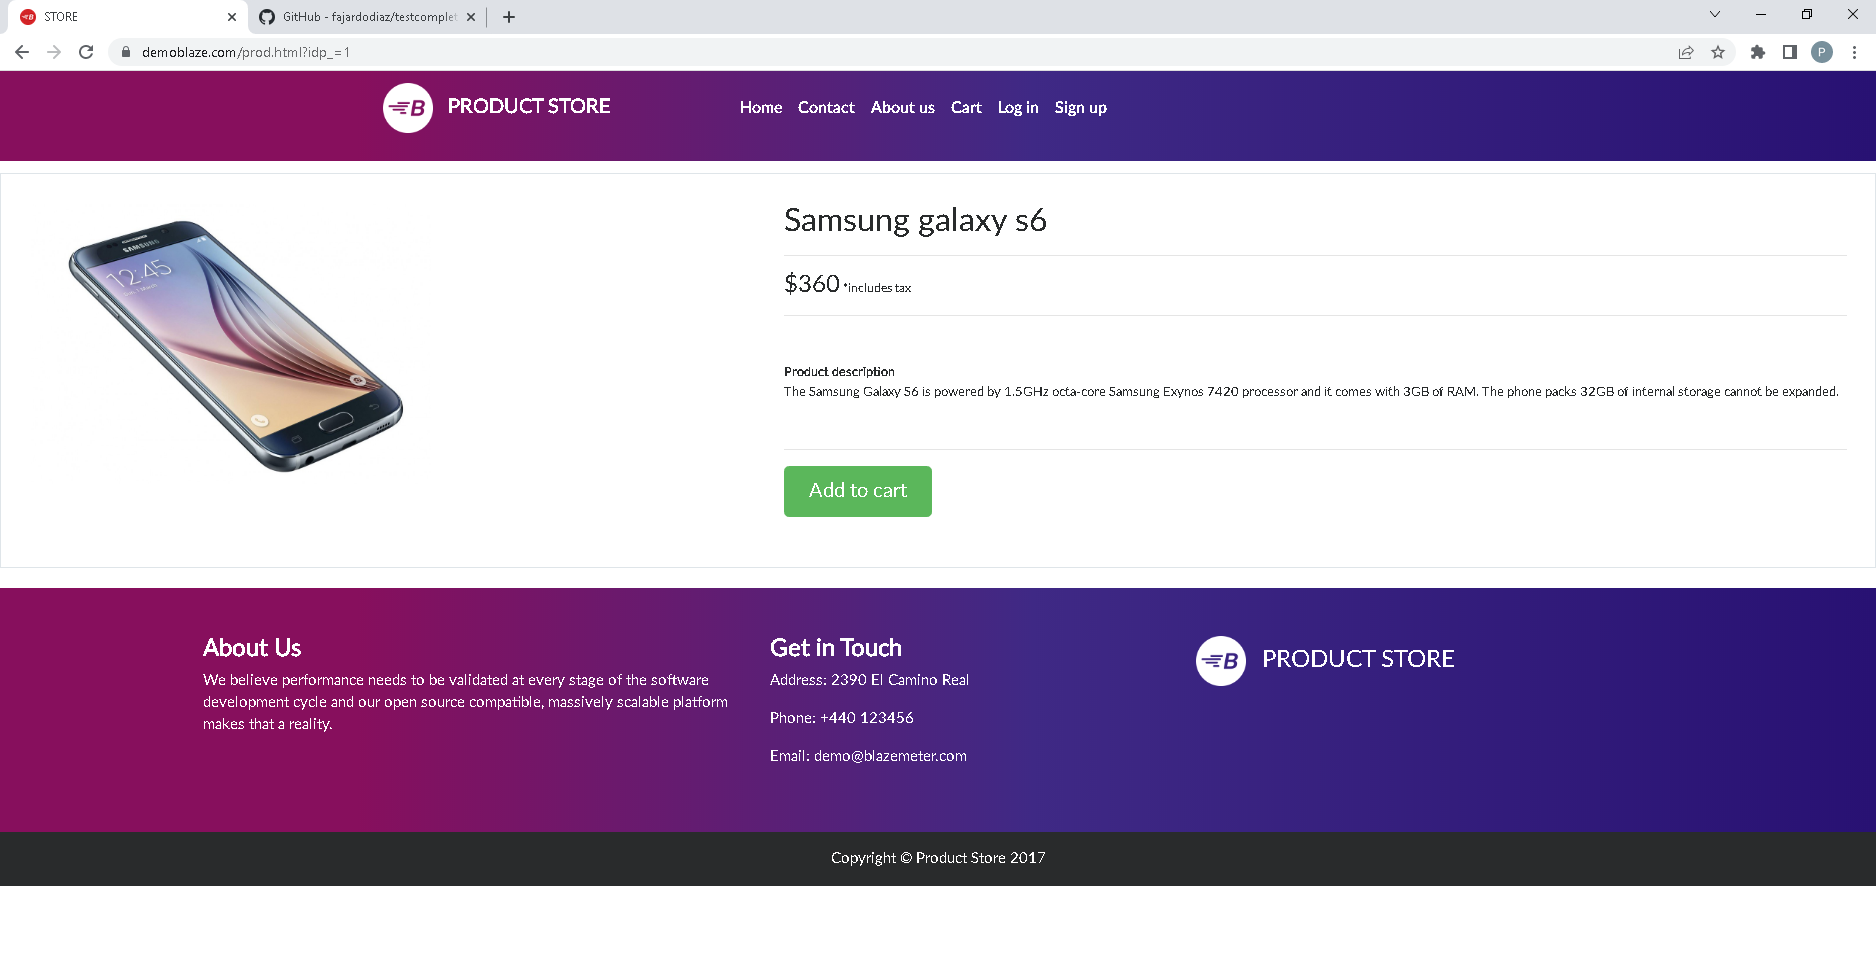 STORE
GitHub - fajardodiaz/testcomplet
demoblaze.com/prod.html?idp_=1
P
B PRODUCT STORE
Home Contact About us Cart Log in Sign up
Samsung galaxy s6
SAMSUNG
12:45
$360 *includes tax
Product description
The Samsung Galaxy S6 is powered by 1.5GHz octa-core Samsung Exynos 7420 processor and it comes with 3GB of RAM. The phone packs 32GB of internal storage cannot be expanded.
Add to cart
About Us
We believe performance needs to be validated at every stage of the software
development cycle and our open source compatible, massively scalable platform
makes that a reality.
Get in Touch
Address: 2390 El Camino Real
Phone: +440 123456
Email: demo@blazemeter.com
B PRODUCT STORE
Copyright © Product Store 2017